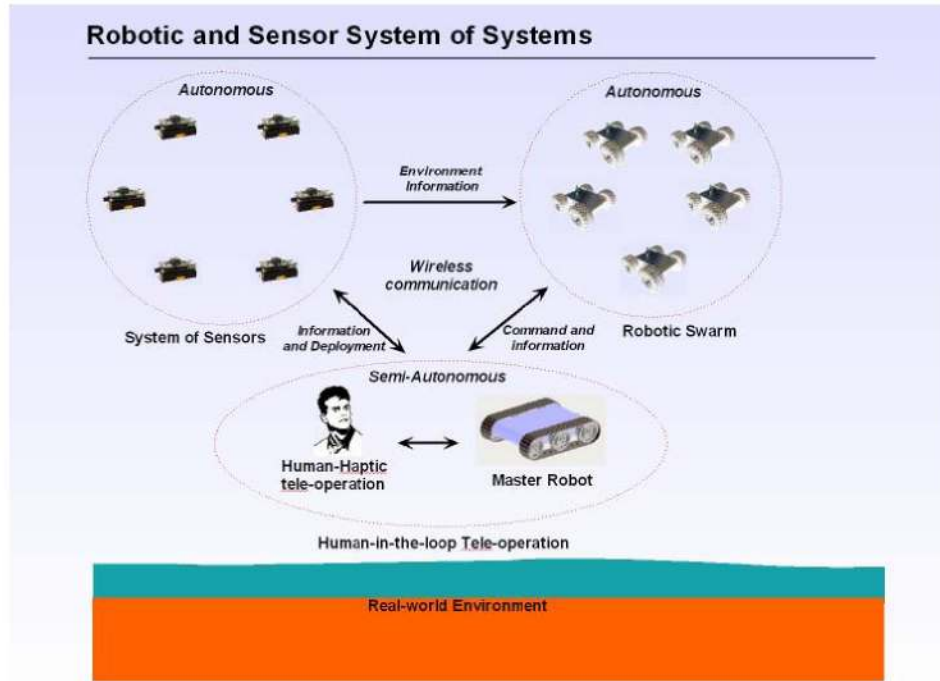 Robotic and Sensor System of Systems
Autonomous
Autonomous
Environment
Information
Wireless
communication
System of Sensors
Information
and Deployment
Command and
information
Robotic Swarm
Semi-Autonomous
Human-Haptic
tele-operation
Master Robot
Human-in-the-loop Tele-operation
Real-world Environment